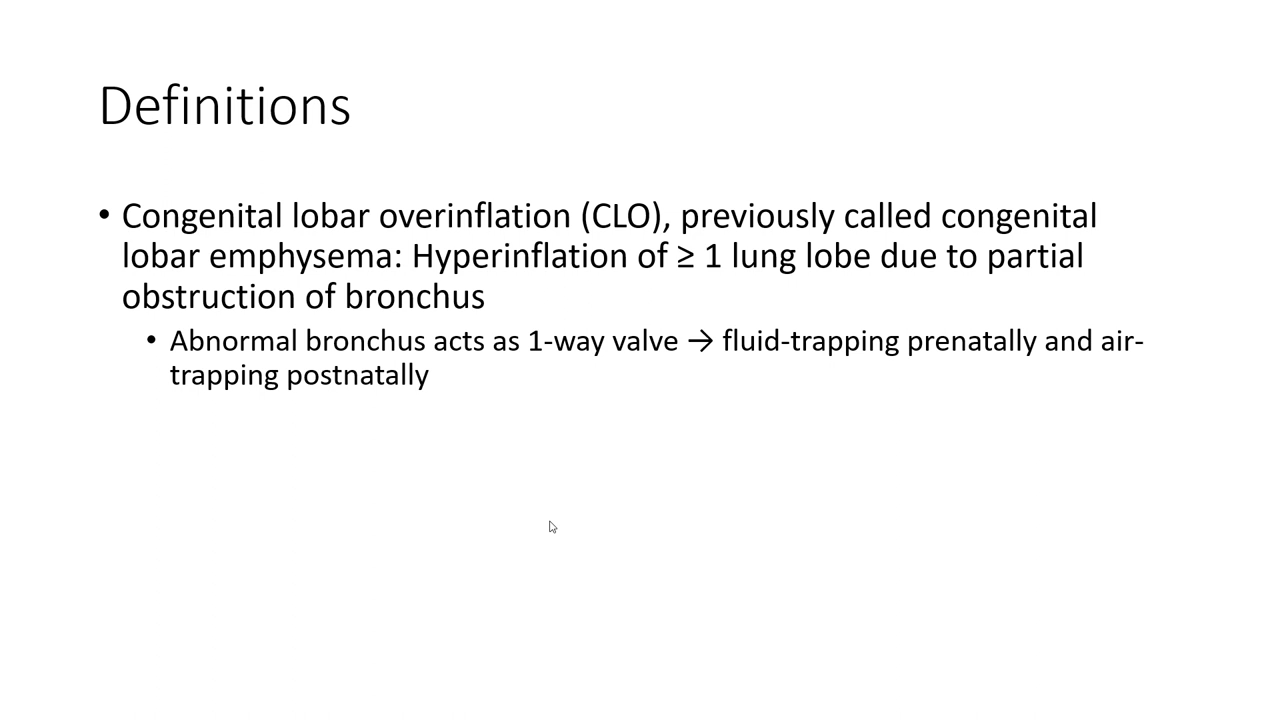 Definitions
• Congenital lobar overinflation (CLO), previously called congenital
lobar emphysema: Hyperinflation of ≥ 1 lung lobe due to partial
obstruction of bronchus
• Abnormal bronchus acts as 1-way valve → fluid-trapping prenatally and air-
trapping postnatally